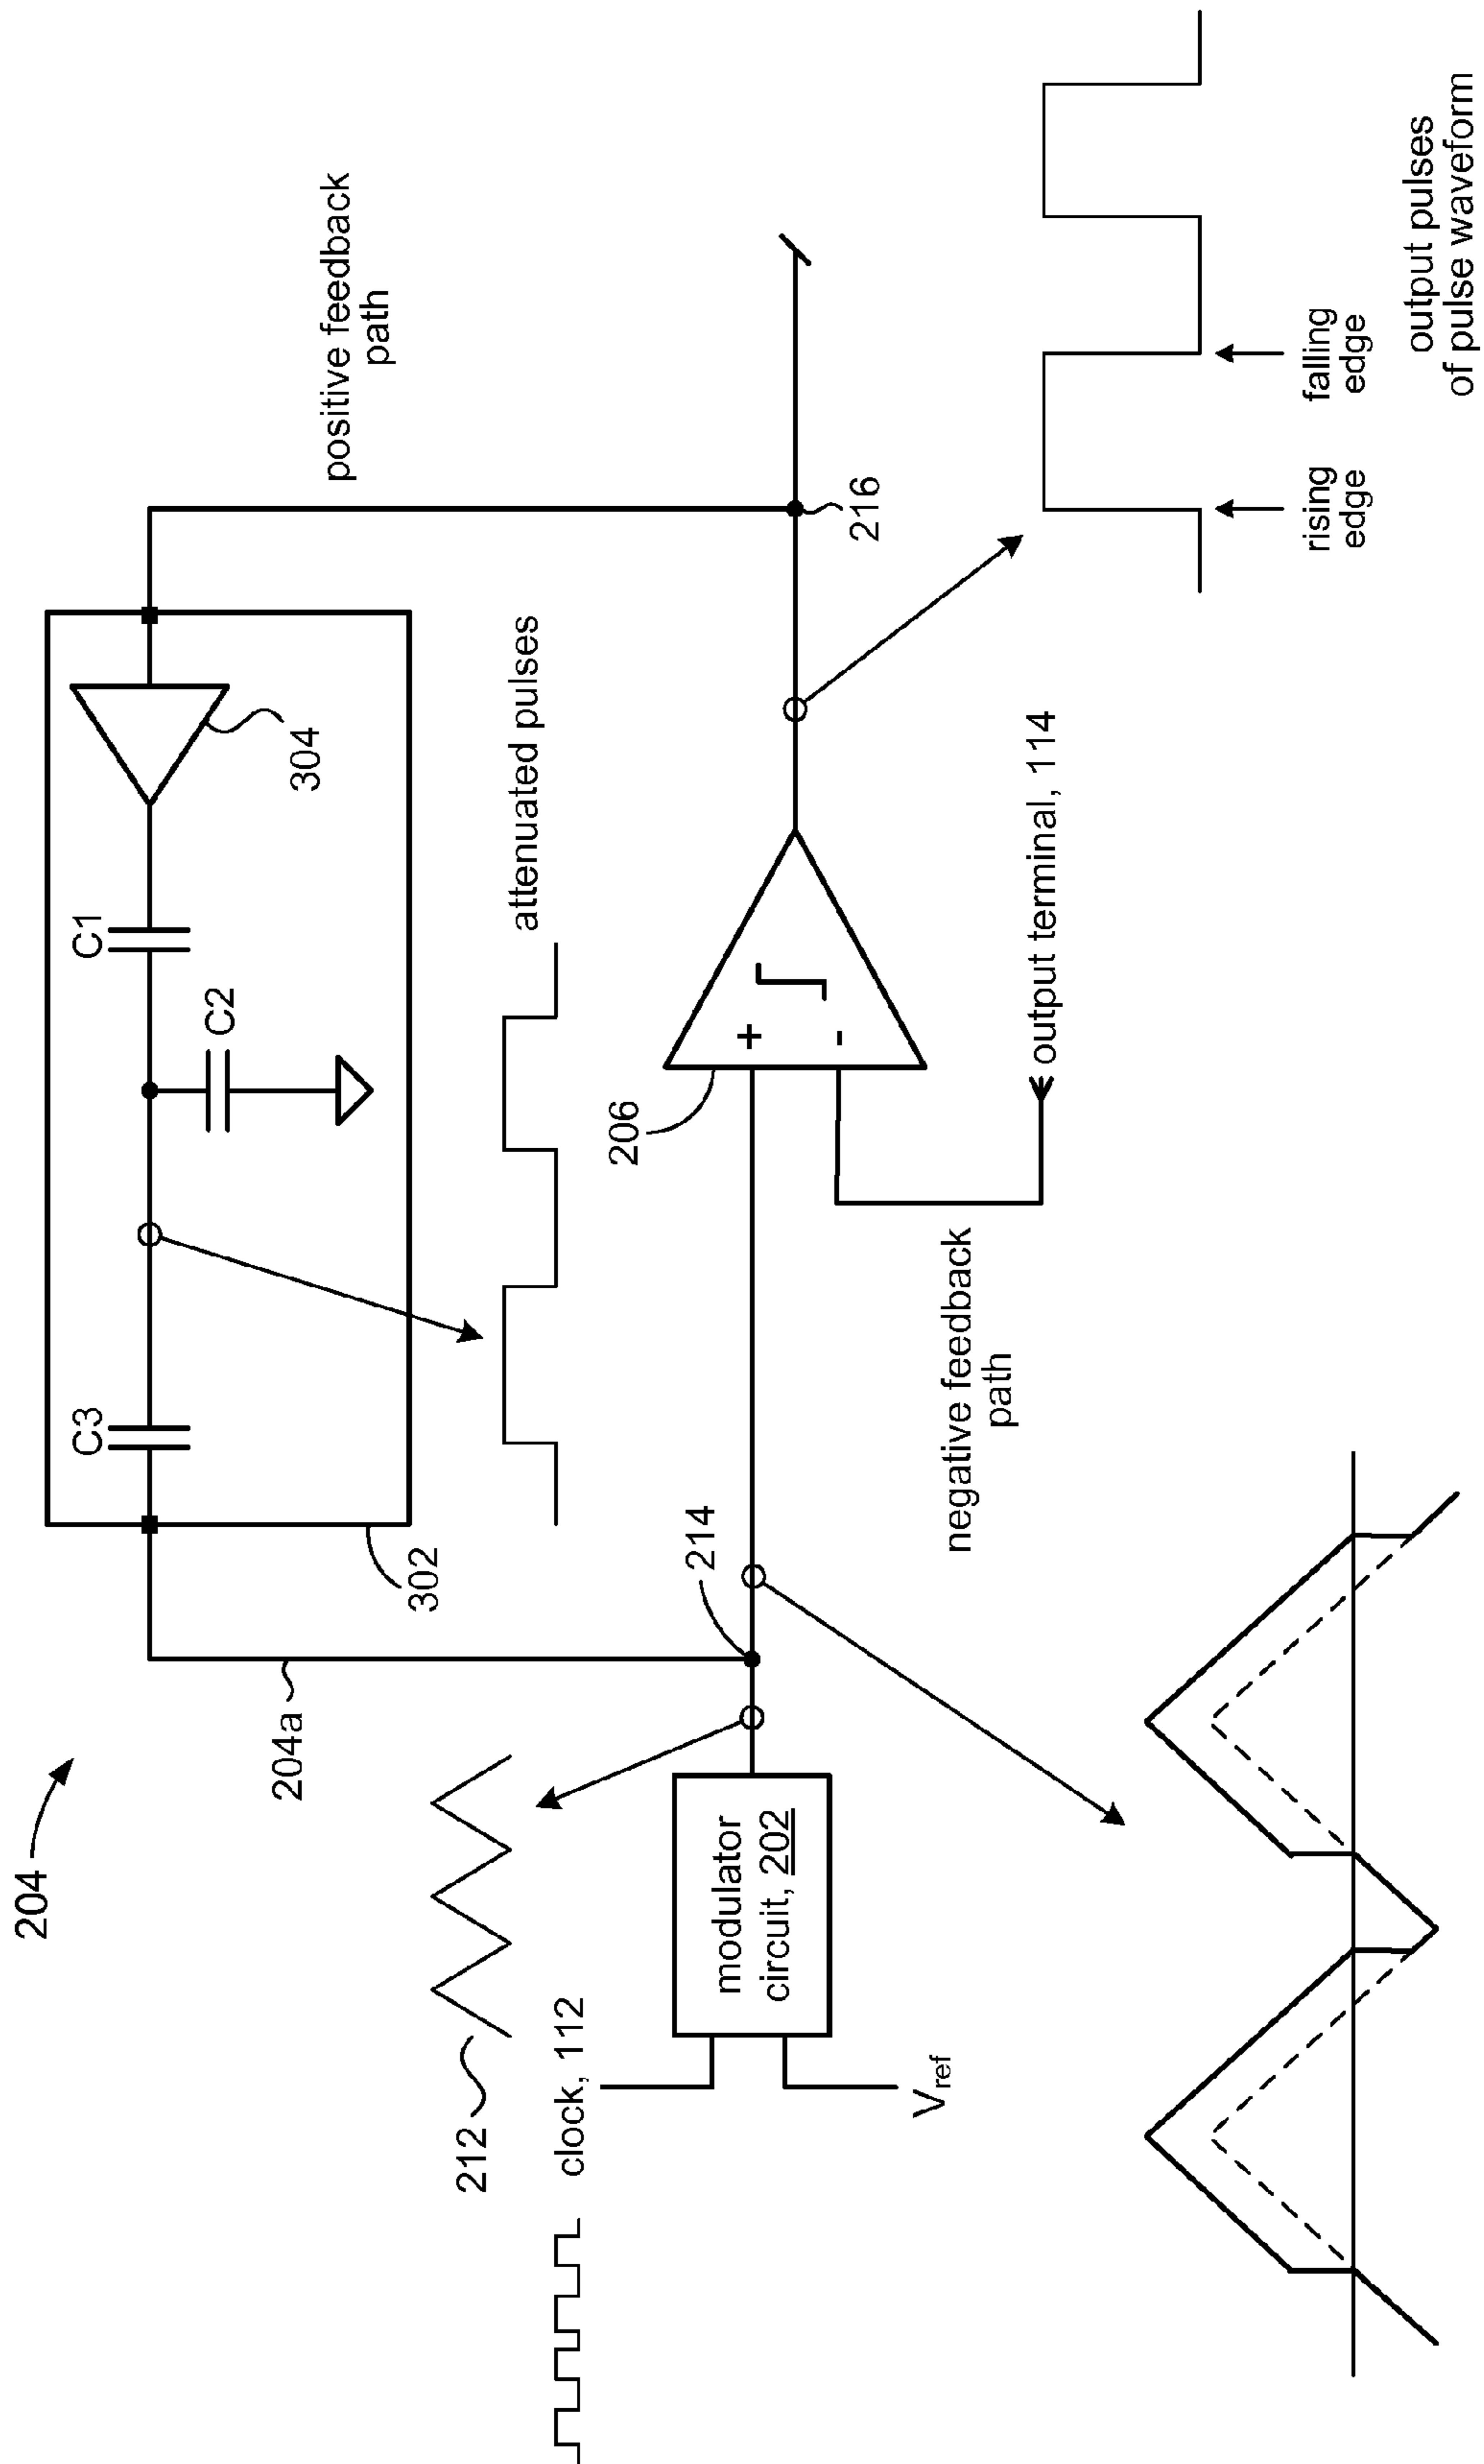 204
204a
302
C3
C1
C2
304
positive feedback
path
attenuated pulses
212
clock, 112
214
206
216
modulator
circuit, 202
+
-
Vref
negative feedback
path
output terminal, 114
rising
edge
falling
edge
output pulses
of pulse waveform